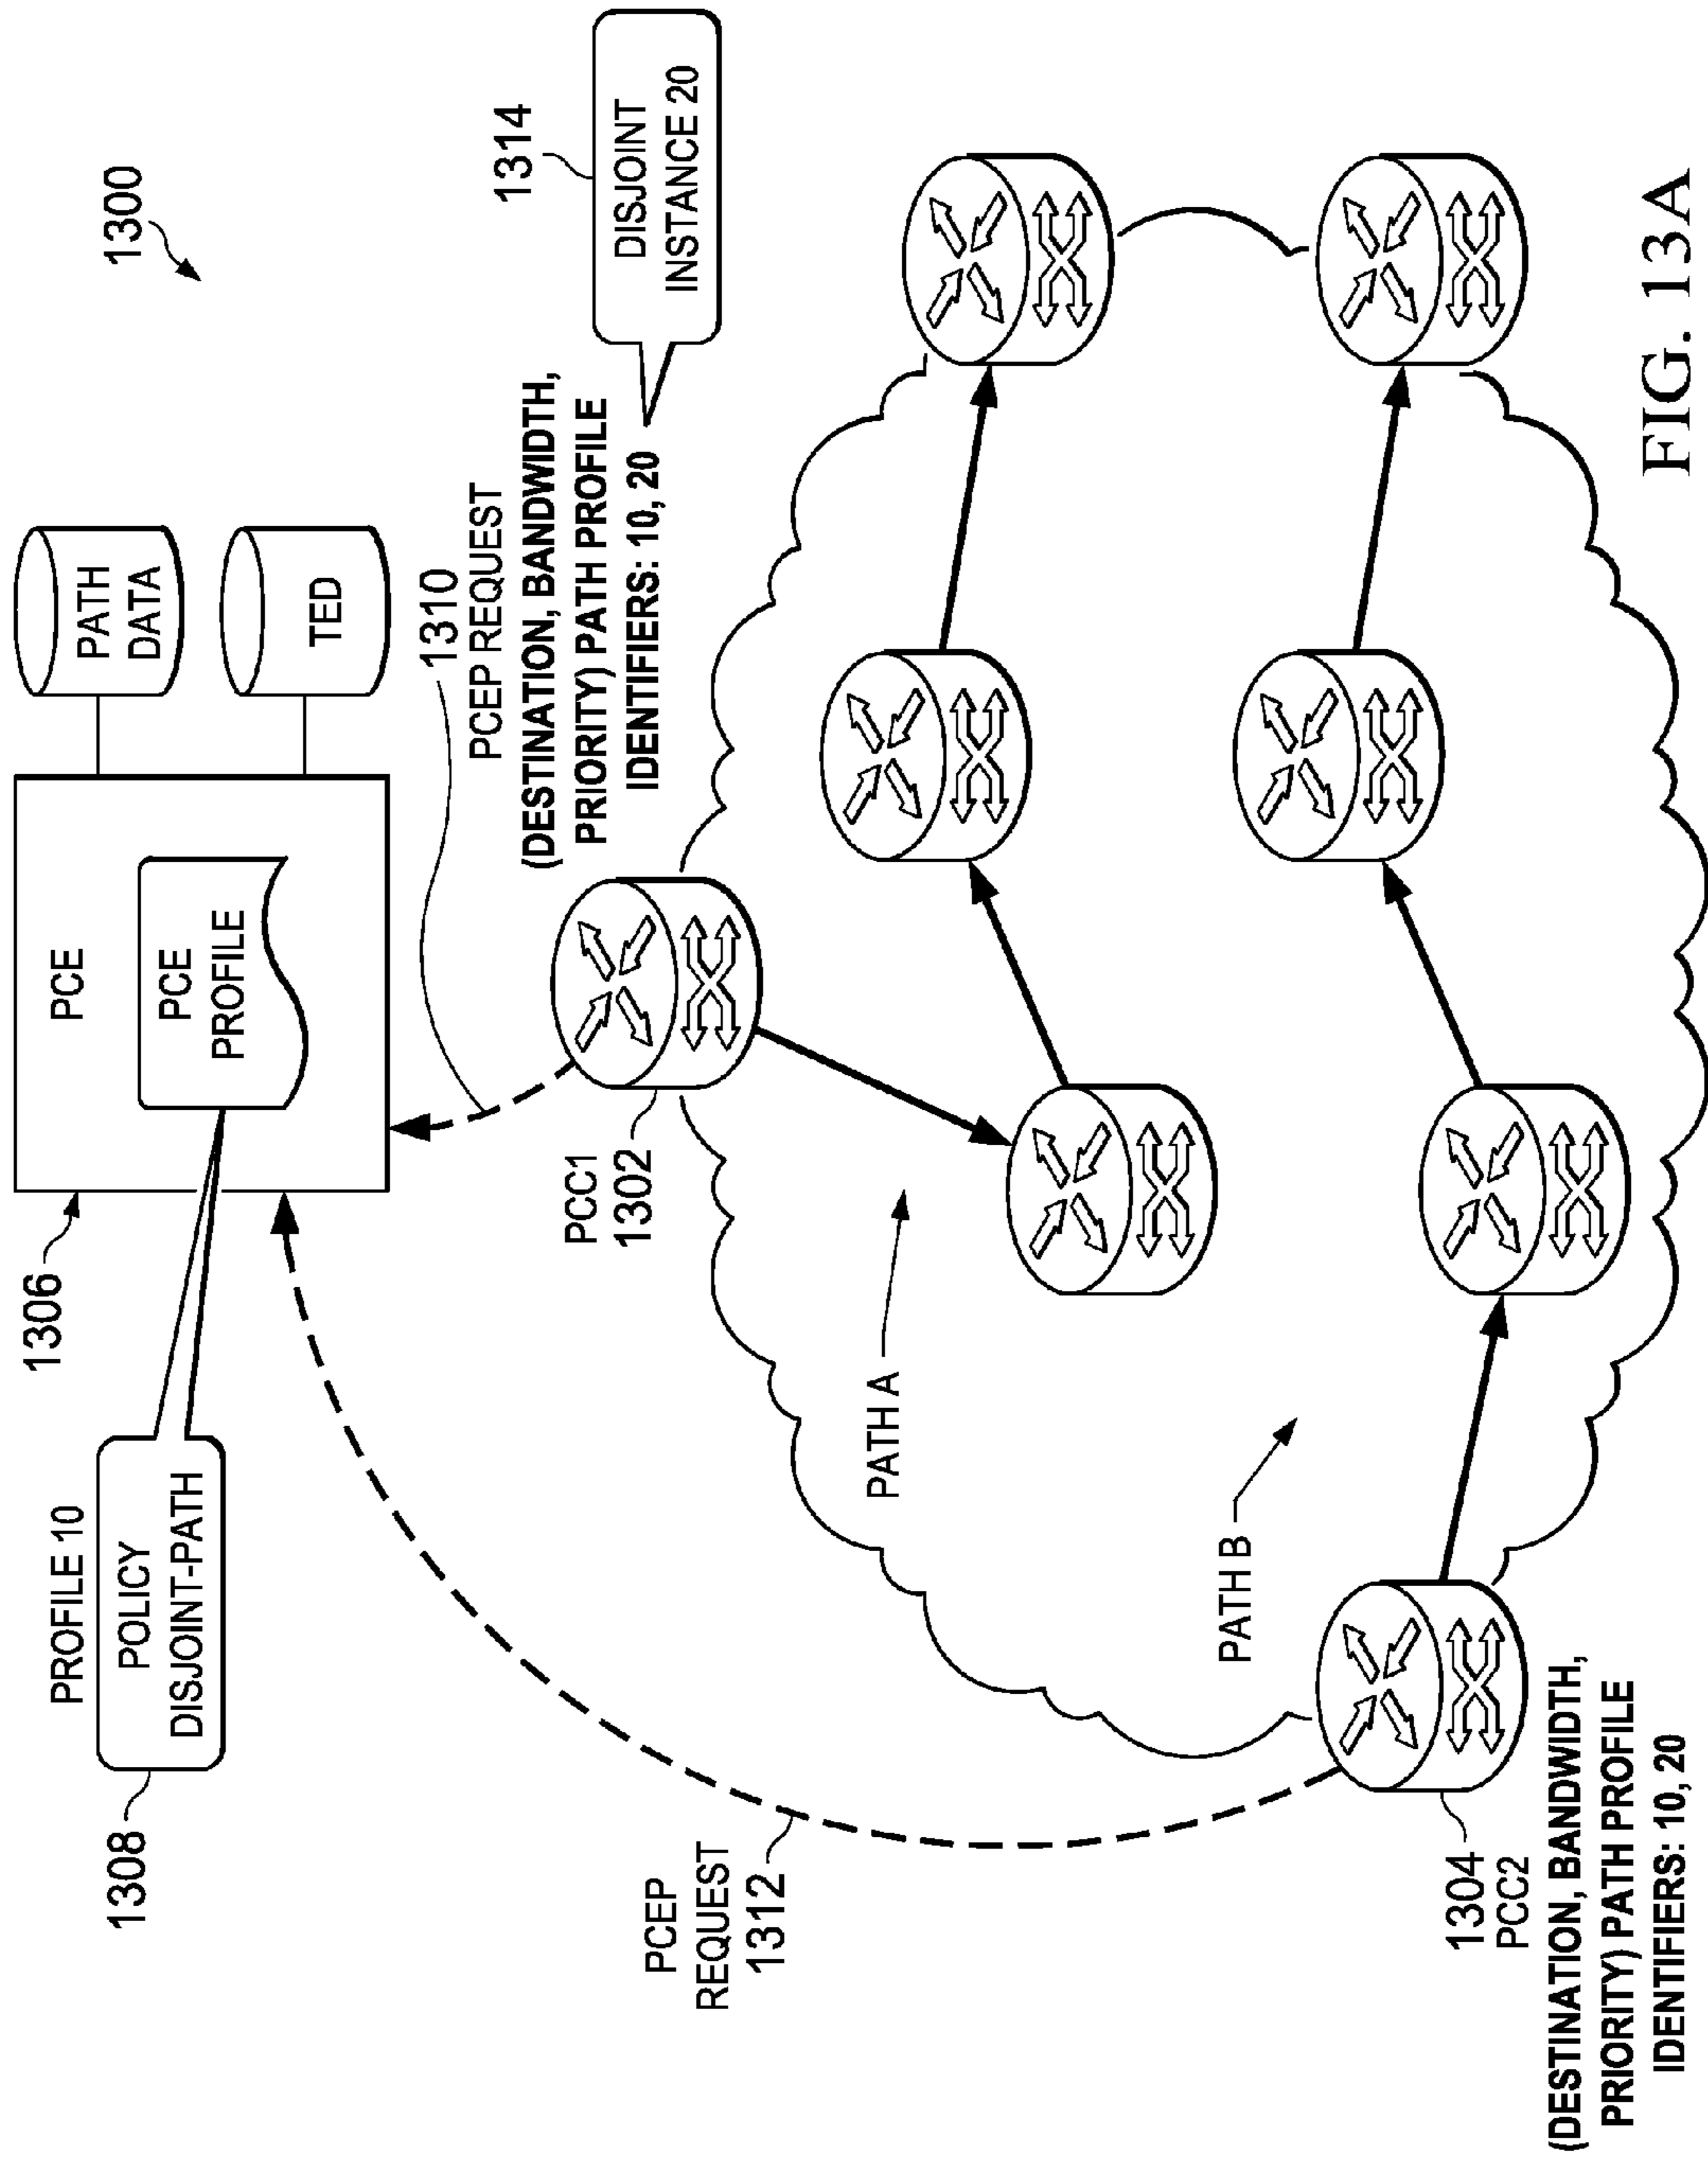 1300
1306
PCE
PCE
PROFILE
PATH
DATA
TED
PROFILE 10
POLICY
DISJOINT-PATH
1308
1310
PCEP REQUEST
(DESTINATION, BANDWIDTH,
PRIORITY) PATH PROFILE
IDENTIFIERS: 10, 20
1314
DISJOINT
INSTANCE 20
PCC1
1302
PCEP
REQUEST
1312
PATH A
PATH B
1304
PCC2
(DESTINATION, BANDWIDTH,
PRIORITY) PATH PROFILE
IDENTIFIERS: 10, 20
FIG. 13A